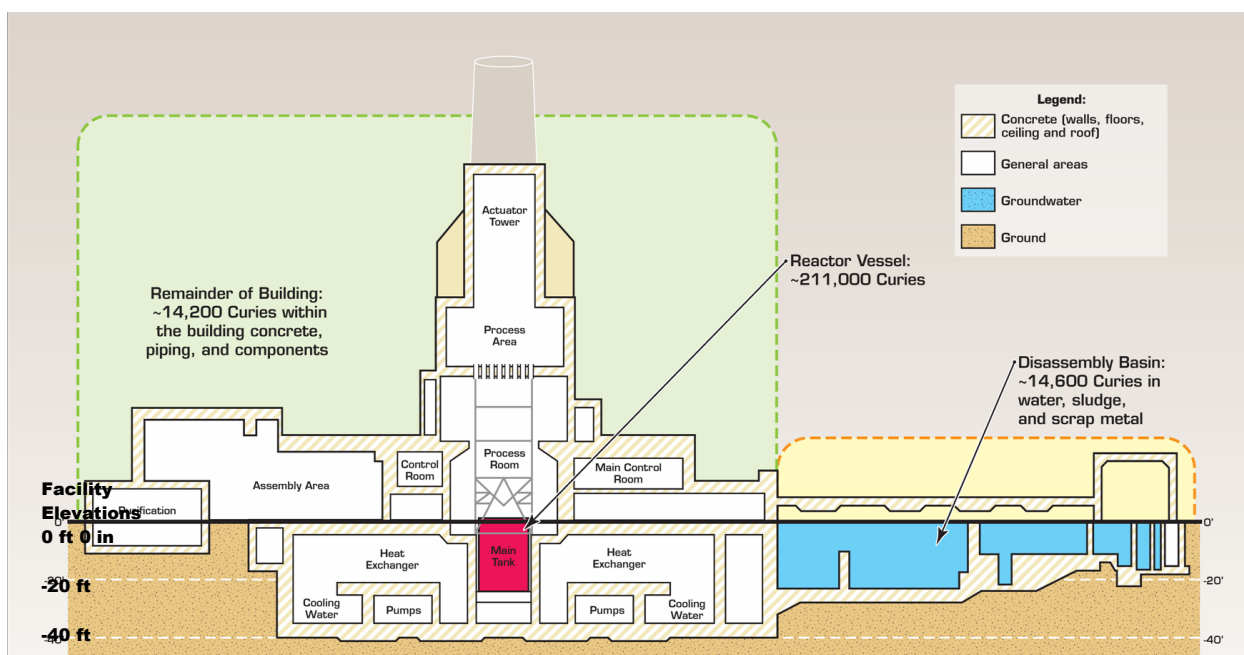 Legend:
Concrete (walls, floors,
ceiling and roof)
General areas
Groundwater
Ground
Actuator
Tower
Reactor Vessel:
~211,000 Curies
Remainder of Building:
~14,200 Curies within
the building concrete,
piping, and components
Process
Area
Disassembly Basin:
~14,600 Curies in
water, sludge,
and scrap metal
Control
Room
Process
Room
Main Control
Room
Assembly Area
Facility
Elevations
0 ft 0 in
Purification
0'
0'
Heat
Exchanger
Main
Tank
Heat
Exchanger
-20 ft
-20'
-20'
Cooling
Water
Pumps
Pumps
Cooling
Water
-40 ft
-40'
-40'